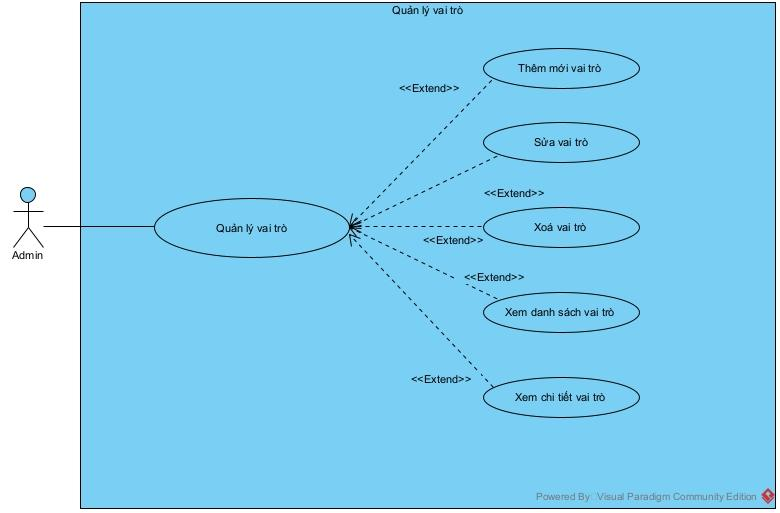 Quản lý vai trò
Thêm mới vai trò
<<Extend>>
Sửa vai trò
<<Extend>>
Xoá vai trò
Quản lý vai trò
<<Extend>>
Admin
<<Extend>>
Xem danh sách vai trò
<<Extend>>
Xem chi tiết vai trò
Powered By: Visual Paradigm Community Edition